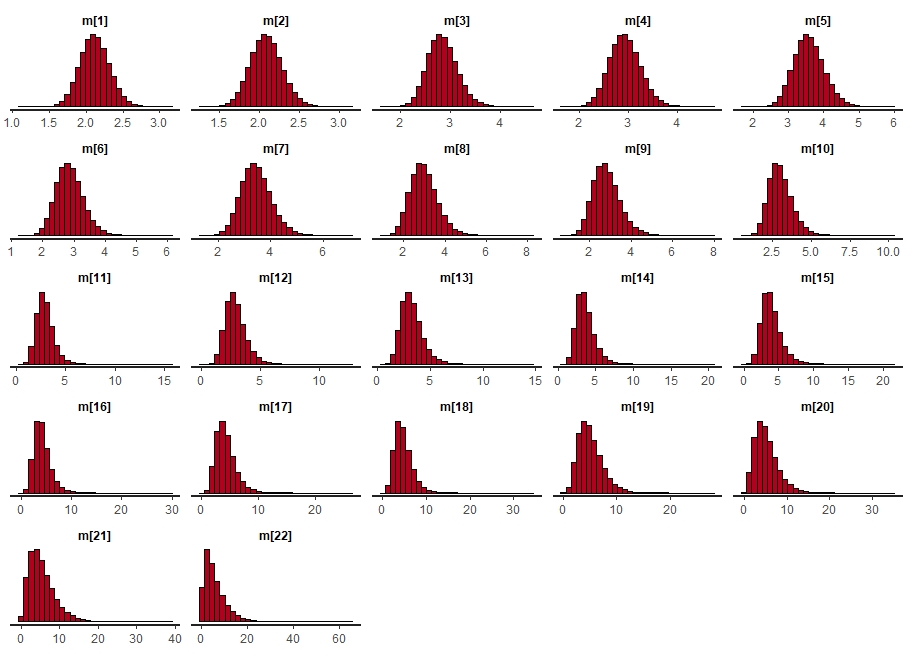 m[1] m[2] m[3] m[4] m[5]
1.0 1.5 2.0 2.5 3.0 1.5 2.0 2.5 3.0 2 3 4 2 3 4 2 3 4 5 6
m[6] m[7] m[8] m[9] m[10]
1 2 3 4 5 6 2 4 6 2 4 6 8 2 4 6 8 2.5 5.0 7.5 10.0
m[11] m[12] m[13] m[14] m[15]
0 5 10 15 0 5 10 0 5 10 15 0 5 10 15 20 0 5 10 15 20
m[16] m[17] m[18] m[19] m[20]
0 10 20 30 0 10 20 0 10 20 30 0 10 20 0 10 20 30
m[21] m[22]
0 10 20 30 40 0 20 40 60